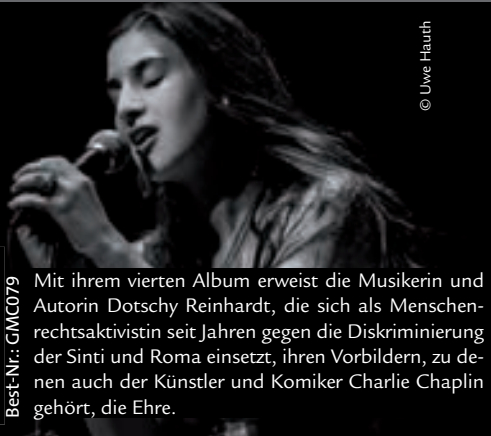 © Uwe Hauth
Best-Nr.: GMC079
Mit ihrem vierten Album erweist die Musikerin und
Autorin Dotschy Reinhardt, die sich als Menschen-
rechtsaktivistin seit Jahren gegen die Diskriminierung
der Sinti und Roma einsetzt, ihren Vorbildern, zu de-
nen auch der Künstler und Komiker Charlie Chaplin
gehört, die Ehre.